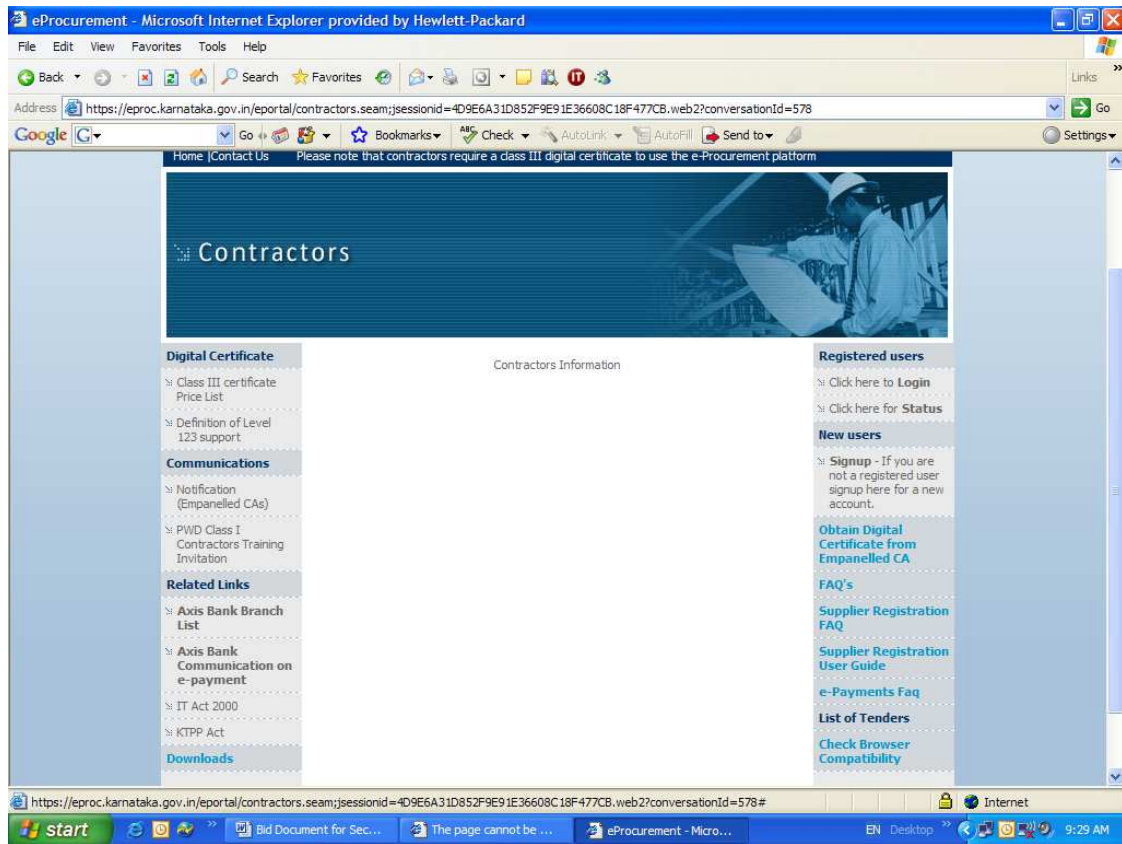 eProcurement - Microsoft Internet Explorer provided by Hewlett-Packard
File Edit View Favorites Tools Help
Back Search Favorites
Links
Address https://eproc.karnataka.gov.in/eportal/contractors.seam;jsessionid=4D9E6A31D852F9E91E36608C18F477CB.web2?conversationId=578 Go
Google G Go Bookmarks ABC Check AutoLink AutoFill Send to Settings
Home |Contact Us Please note that contractors require a class III digital certificate to use the e-Procurement platform
Contractors
Digital Certificate
Class III certificate
Price List
Definition of Level
123 support
Communications
Notification
(Empanelled CAs)
PWD Class I
Contractors Training
Invitation
Related Links
Axis Bank Branch
List
Axis Bank
Communication on
e-payment
IT Act 2000
KTPP Act
Downloads
Contractors Information
Registered users
Click here to Login
Click here for Status
New users
Signup - If you are
not a registered user
signup here for a new
account.
Obtain Digital
Certificate from
Empanelled CA
FAQ's
Supplier Registration
FAQ
Supplier Registration
User Guide
e-Payments Faq
List of Tenders
Check Browser
Compatibility
https://eproc.karnataka.gov.in/eportal/contractors.seam;jsessionid=4D9E6A31D852F9E91E36608C18F477CB.web2?conversationId=578# Internet
start Bid Document for Sec... The page cannot be ... eProcurement - Micro... EN Desktop 9:29 AM